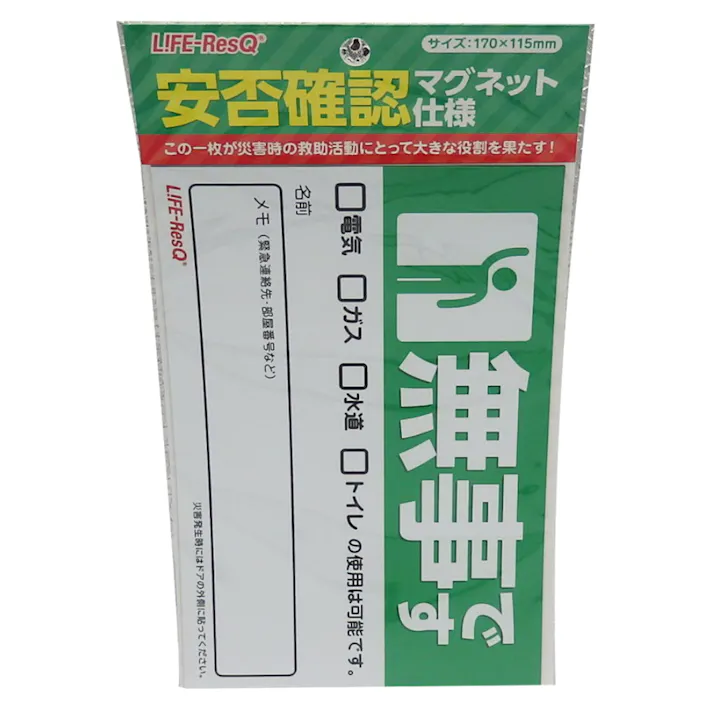 L!FE-ResQ®
サイズ:170×115mm
安否確認マグネット仕様
この一枚が災害時の救助活動にとって大きな役割を果たす!
無事です
□電気 □ガス □水道 □トイレ の使用は可能です。
名前
メモ(緊急連絡先・部屋番号など)
L!FE-ResQ®
災害発生時にはドアの外側に貼ってください。